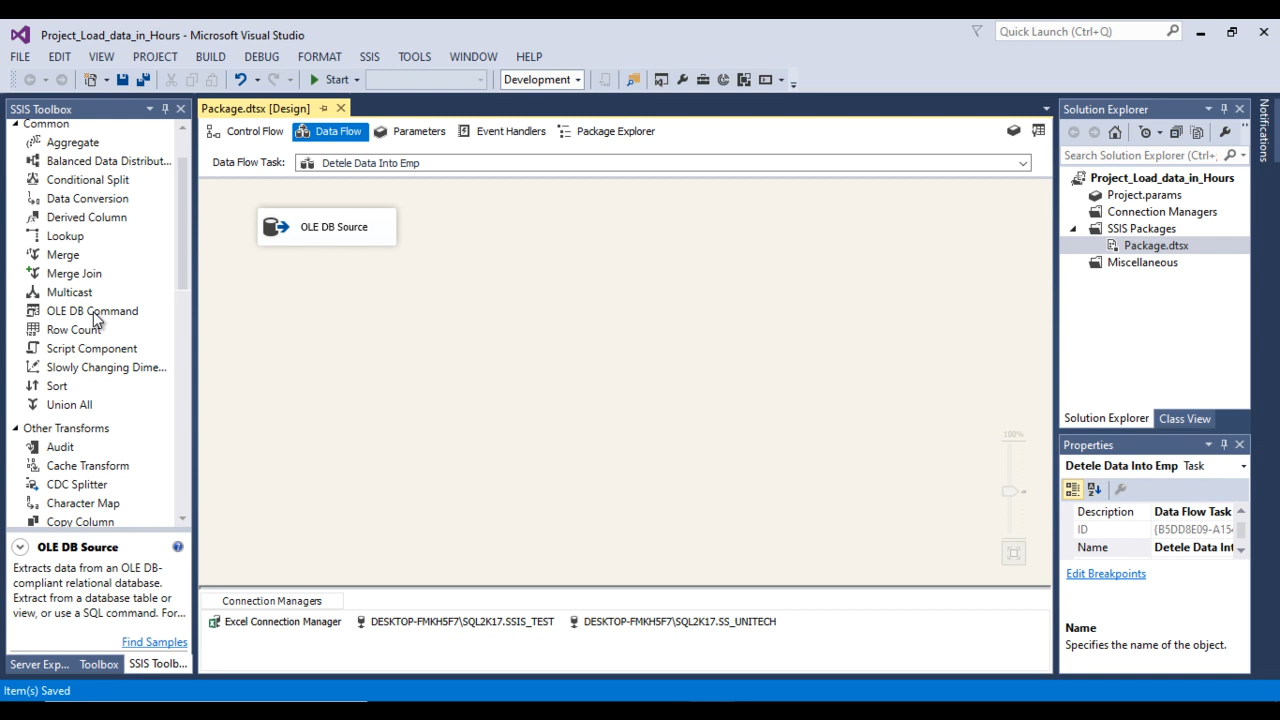 Project_Load_data_in_Hours - Microsoft Visual Studio
Quick Launch (Ctrl+Q)
FILE EDIT VIEW PROJECT BUILD DEBUG FORMAT SSIS TOOLS WINDOW HELP
Start
Development
SSIS Toolbox
Common
Aggregate
Balanced Data Distribut...
Conditional Split
Data Conversion
Derived Column
Lookup
Merge
Merge Join
Multicast
OLE DB Command
Row Count
Script Component
Slowly Changing Dime...
Sort
Union All
Other Transforms
Audit
Cache Transform
CDC Splitter
Character Map
Copy Column
OLE DB Source
Extracts data from an OLE DB-
compliant relational database.
Extract from a database table or
view, or use a SQL command. For...
Find Samples
Server Exp... Toolbox SSIS Toolb...
Package.dtsx [Design]
Control Flow Data Flow Parameters Event Handlers Package Explorer
Data Flow Task: Detele Data Into Emp
OLE DB Source
100%
Connection Managers
Excel Connection Manager DESKTOP-FMKH5F7\SQL2K17.SSIS_TEST DESKTOP-FMKH5F7\SQL2K17.SS_UNITECH
Solution Explorer
Search Solution Explorer (Ctrl+;
Project_Load_data_in_Hours
Project.params
Connection Managers
SSIS Packages
Package.dtsx
Miscellaneous
Solution Explorer Class View
Properties
Detele Data Into Emp Task
Description Data Flow Task
ID {B5DD8E09-A154
Name Detele Data Int
Edit Breakpoints
Name
Specifies the name of the object.
Notifications
Item(s) Saved